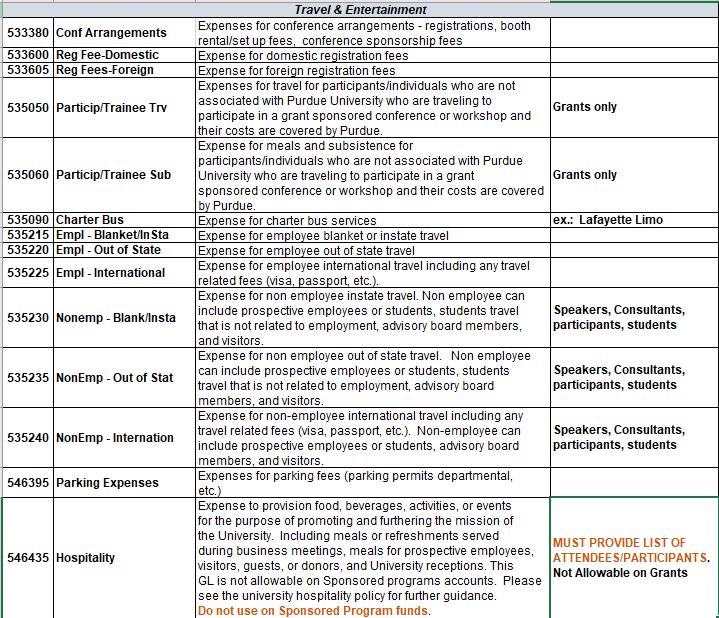 Travel & Entertainment
533380 Conf Arrangements
Expenses for conference arrangements - registrations, booth
rental/set up fees, conference sponsorship fees
533600 Reg Fee-Domestic
Expense for domestic registration fees
533605 Reg Fees-Foreign
Expense for foreign registration fees
535050 Particip/Trainee Trv
Expenses for travel for participants/individuals who are not
associated with Purdue University who are traveling to
participate in a grant sponsored conference or workshop and
their costs are covered by Purdue.
Grants only
535060 Particip/Trainee Sub
Expense for meals and subsistence for
participants/individuals who are not associated with Purdue
University who are traveling to participate in a grant
sponsored conference or workshop and their costs are covered
by Purdue.
Grants only
535090 Charter Bus
Expense for charter bus services
ex.: Lafayette Limo
535215 Empl - Blanket/InSta
Expense for employee blanket or instate travel
535220 Empl - Out of State
Expense for employee out of state travel
535225 Empl - International
Expense for employee international travel including any travel
related fees (visa, passport, etc.).
535230 Nonemp - Blank/Insta
Expense for non employee instate travel. Non employee can
include prospective employees or students, students travel
that is not related to employment, advisory board members,
and visitors.
Speakers, Consultants,
participants, students
535235 NonEmp - Out of Stat
Expense for non employee out of state travel. Non employee
can include prospective employees or students, students
travel that is not related to employment, advisory board
members, and visitors.
Speakers, Consultants,
participants, students
535240 NonEmp - Internation
Expense for non-employee international travel including any
travel related fees (visa, passport, etc.). Non-employee can
include prospective employees or students, advisory board
members, and visitors.
Speakers, Consultants,
participants, students
546395 Parking Expenses
Expenses for parking fees (parking permits departmental,
etc.)
546435 Hospitality
Expense to provision food, beverages, activities, or events
for the purpose of promoting and furthering the mission of
the University. Including meals or refreshments served
during business meetings, meals for prospective employees,
visitors, guests, or donors, and University receptions. This
GL is not allowable on Sponsored programs accounts. Please
see the university hospitality policy for further guidance.
Do not use on Sponsored Program funds.
MUST PROVIDE LIST OF
ATTENDEES/PARTICIPANTS.
Not Allowable on Grants